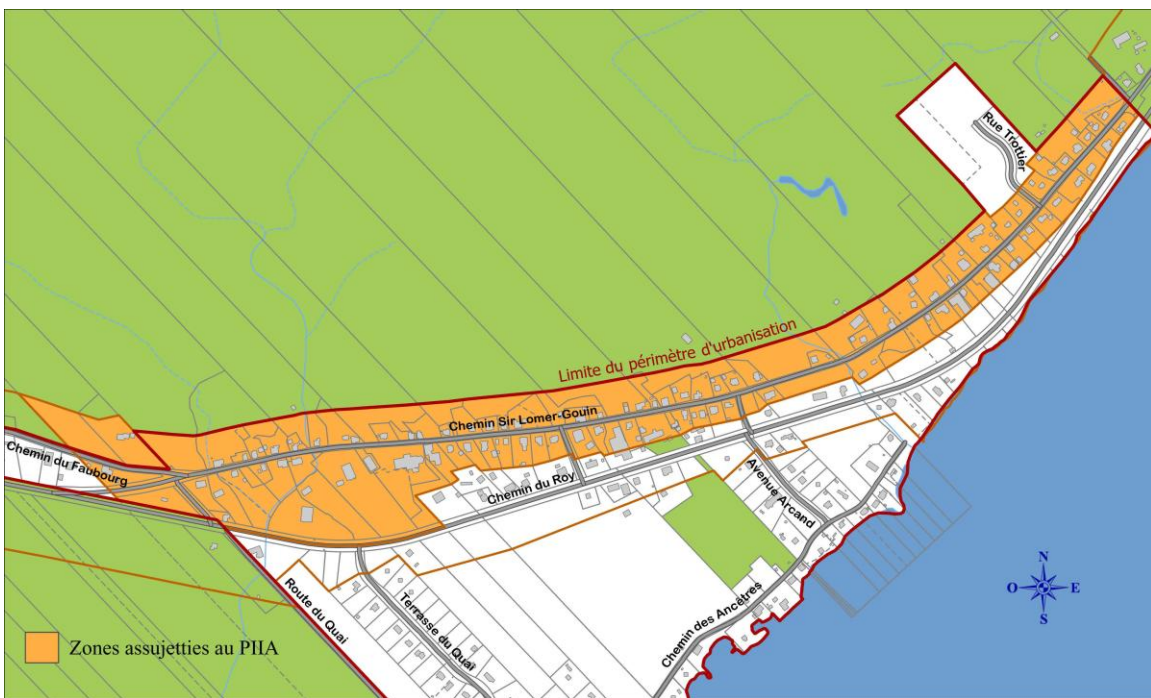 Rue Trottier
Limite du périmètre d'urbanisation
Chemin Sir Lomer-Gouin
Chemin du Faubourg
Chemin du Roy
Avenue Arcand
Route du Quai
Terrasse du Quai
Chemin des Ancêtres
N
O
E
S
Zones assujetties au PIIA